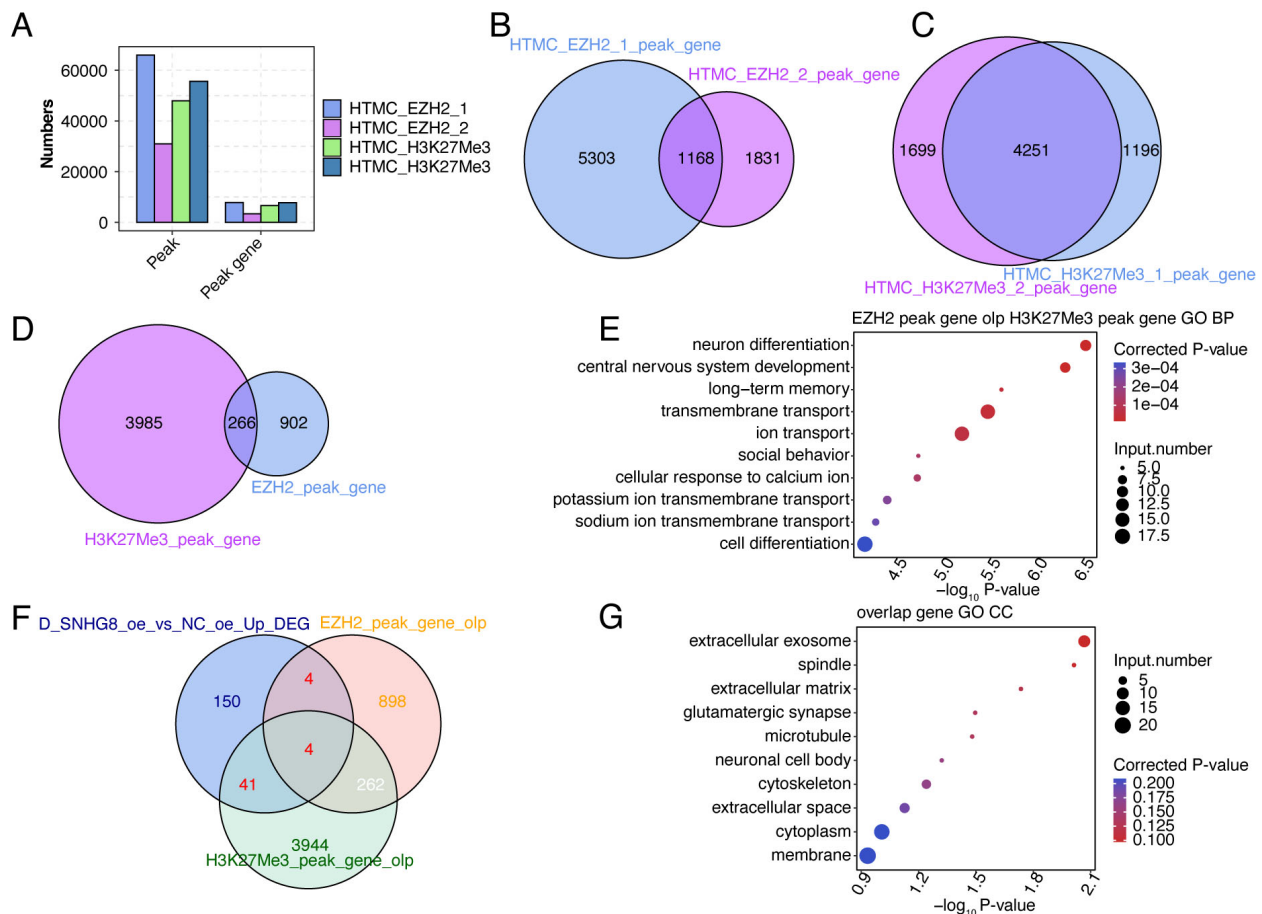 A
Numbers
60000
40000
20000
0
Peak
Peak gene
HTMC_EZH2_1
HTMC_EZH2_2
HTMC_H3K27Me3
HTMC_H3K27Me3
B
HTMC_EZH2_1_peak_gene
HTMC_EZH2_2_peak_gene
5303
1168
1831
C
1699
4251
1196
HTMC_H3K27Me3_1_peak_gene
HTMC_H3K27Me3_2_peak_gene
D
3985
266
902
EZH2_peak_gene
H3K27Me3_peak_gene
E
EZH2 peak gene olp H3K27Me3 peak gene GO BP
neuron differentiation
central nervous system development
long−term memory
transmembrane transport
ion transport
social behavior
cellular response to calcium ion
potassium ion transmembrane transport
sodium ion transmembrane transport
cell differentiation
4.5
5.0
5.5
6.0
6.5
−log10 P-value
Corrected P-value
3e−04
2e−04
1e−04
Input.number
5.0
7.5
10.0
12.5
15.0
17.5
F
D_SNHG8_oe_vs_NC_oe_Up_DEG
EZH2_peak_gene_olp
150
4
898
4
41
262
3944
H3K27Me3_peak_gene_olp
G
overlap gene GO CC
extracellular exosome
spindle
extracellular matrix
glutamatergic synapse
microtubule
neuronal cell body
cytoskeleton
extracellular space
cytoplasm
membrane
0.9
1.2
1.5
1.8
2.1
−log10 P-value
Input.number
5
10
15
20
Corrected P-value
0.200
0.175
0.150
0.125
0.100